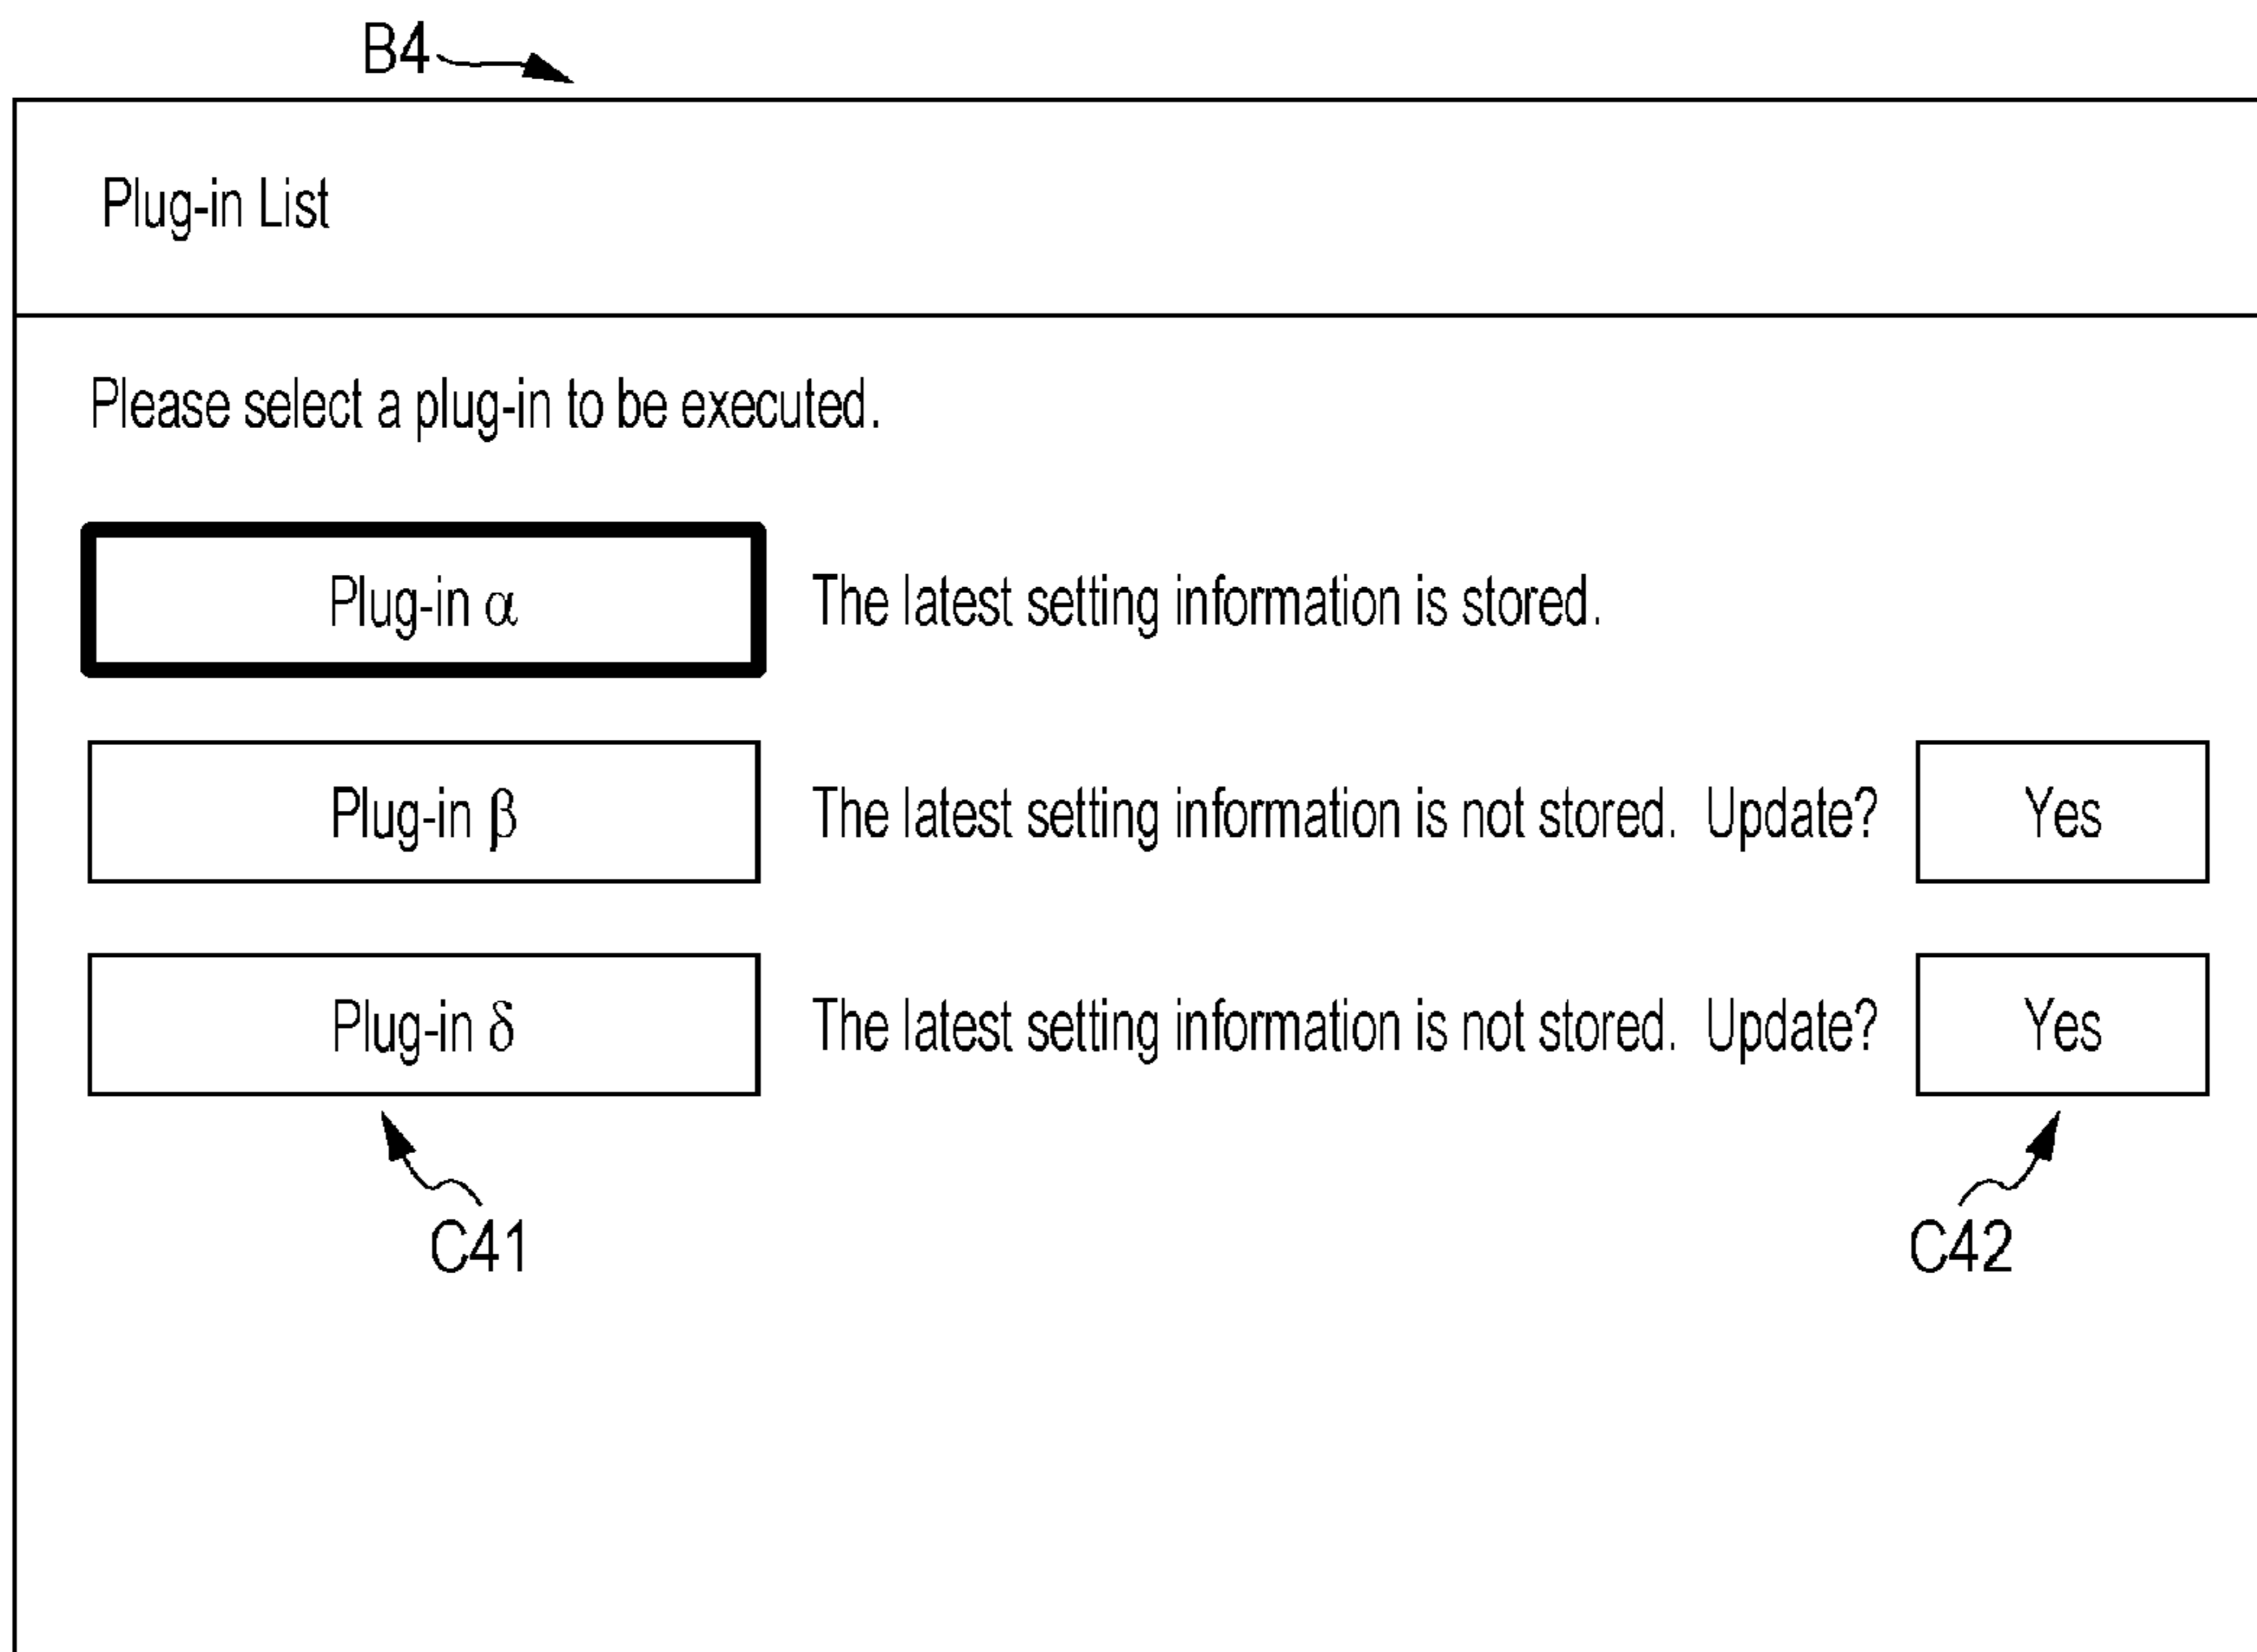 B4
Plug-in List
Please select a plug-in to be executed.
Plug-in α The latest setting information is stored.
Plug-in β The latest setting information is not stored. Update? Yes
Plug-in δ The latest setting information is not stored. Update? Yes
C41 C42